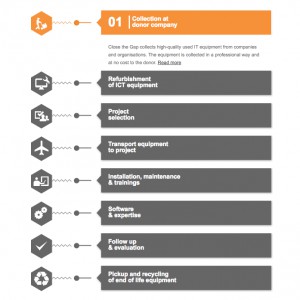 01
Collection at
donor company
Close the Gap collects high-quality used IT equipment from companies
and organisations. The equipment is collected in a professional way and
at no cost to the donor. Read more
Refurbishment
of ICT equipment
Project
selection
Transport equipment
to project
Installation, maintenance
& trainings
Software
& expertise
Follow up
& evaluation
Pickup and recycling
of end of life equipment